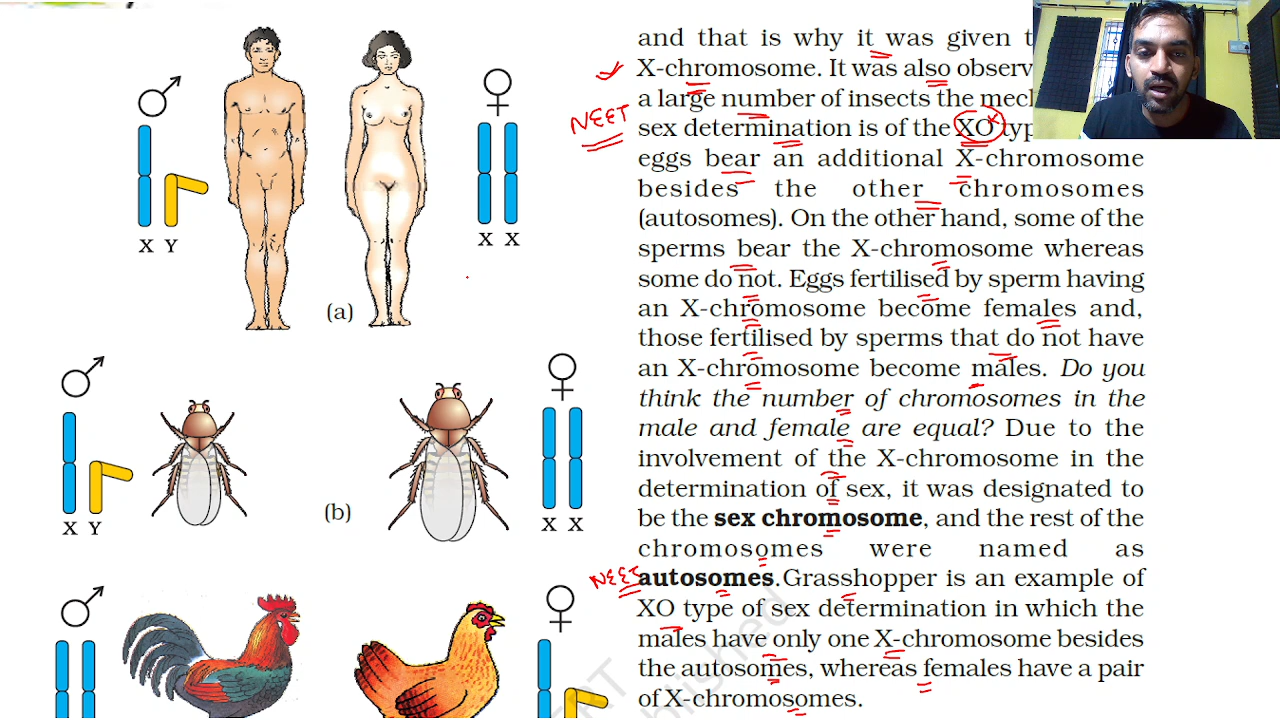 and that is why it was given t
X-chromosome. It was also observ
a large number of insects the mec
sex determination is of the XO typ
eggs bear an additional X-chromosome
besides the other chromosomes
(autosomes). On the other hand, some of the
sperms bear the X-chromosome whereas
some do not. Eggs fertilised by sperm having
an X-chromosome become females and,
those fertilised by sperms that do not have
an X-chromosome become males. Do you
think the number of chromosomes in the
male and female are equal? Due to the
involvement of the X-chromosome in the
determination of sex, it was designated to
be the sex chromosome, and the rest of the
chromosomes were named as
autosomes.Grasshopper is an example of
XO type of sex determination in which the
males have only one X-chromosome besides
the autosomes, whereas females have a pair
of X-chromosomes.
NEET
NEET
X
X Y
X X
(a)
X Y
(b)
X X